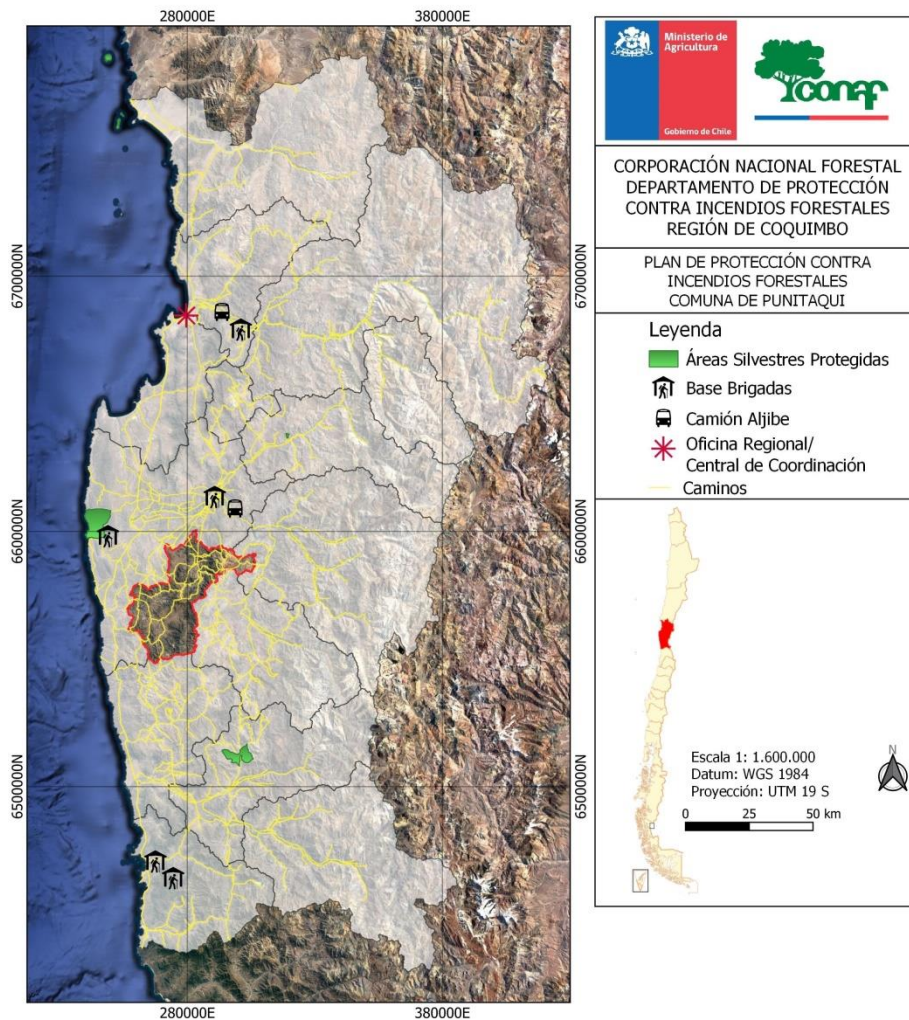 280000E
380000E
6700000N
6600000N
6500000N
6700000N
6600000N
6500000N
280000E
380000E
Ministerio de
Agricultura
Gobierno de Chile
conaf
CORPORACIÓN NACIONAL FORESTAL
DEPARTAMENTO DE PROTECCIÓN
CONTRA INCENDIOS FORESTALES
REGIÓN DE COQUIMBO
PLAN DE PROTECCIÓN CONTRA
INCENDIOS FORESTALES
COMUNA DE PUNITAQUI
Leyenda
Áreas Silvestres Protegidas
Base Brigadas
Camión Aljibe
Oficina Regional/
Central de Coordinación
Caminos
Escala 1: 1.600.000
Datum: WGS 1984
Proyección: UTM 19 S
N
0 25 50 km